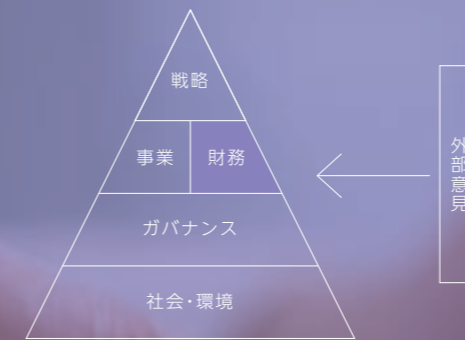 戦略
事業 財務
ガバナンス
社会・環境
外部意見